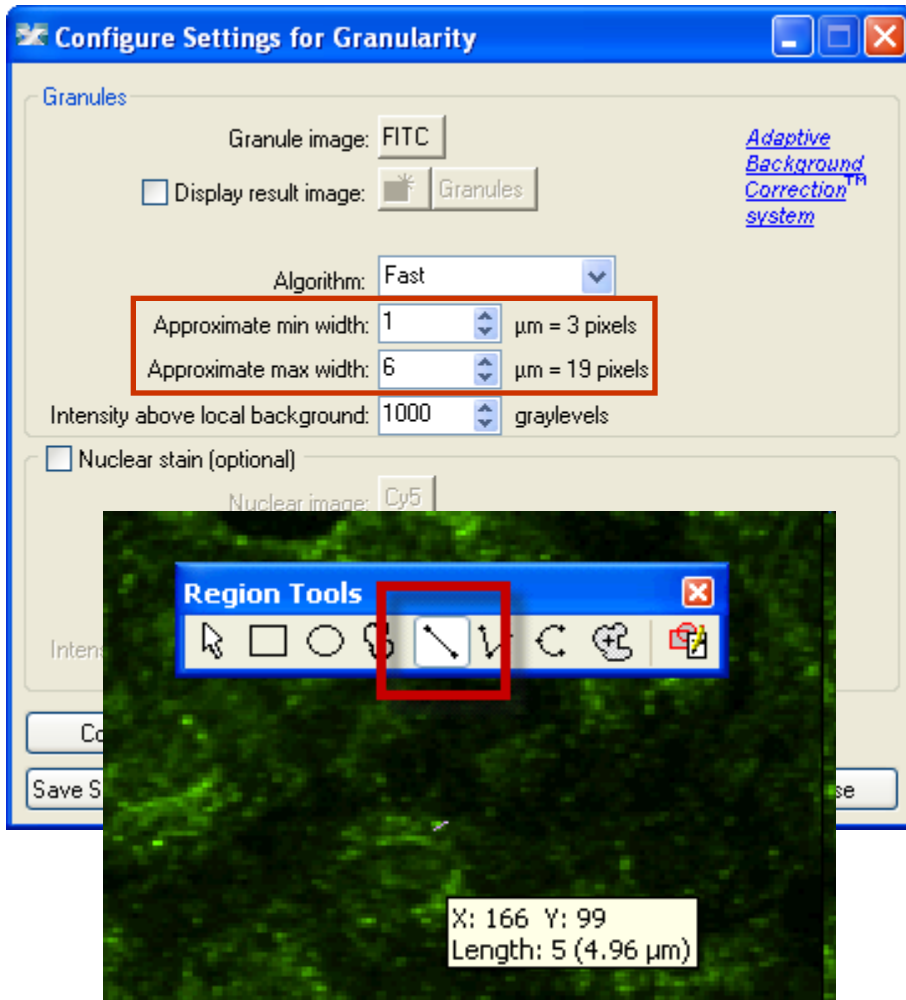 Configure Settings for Granularity
Granules
Granule image: FITC
Adaptive
Background
Correction™
system
Display result image: Granules
Algorithm: Fast
Approximate min width: 1 µm = 3 pixels
Approximate max width: 6 µm = 19 pixels
Intensity above local background: 1000 graylevels
Nuclear stain (optional)
Nuclear image: Cy5
Region Tools
X: 166 Y: 99
Length: 5 (4.96 µm)